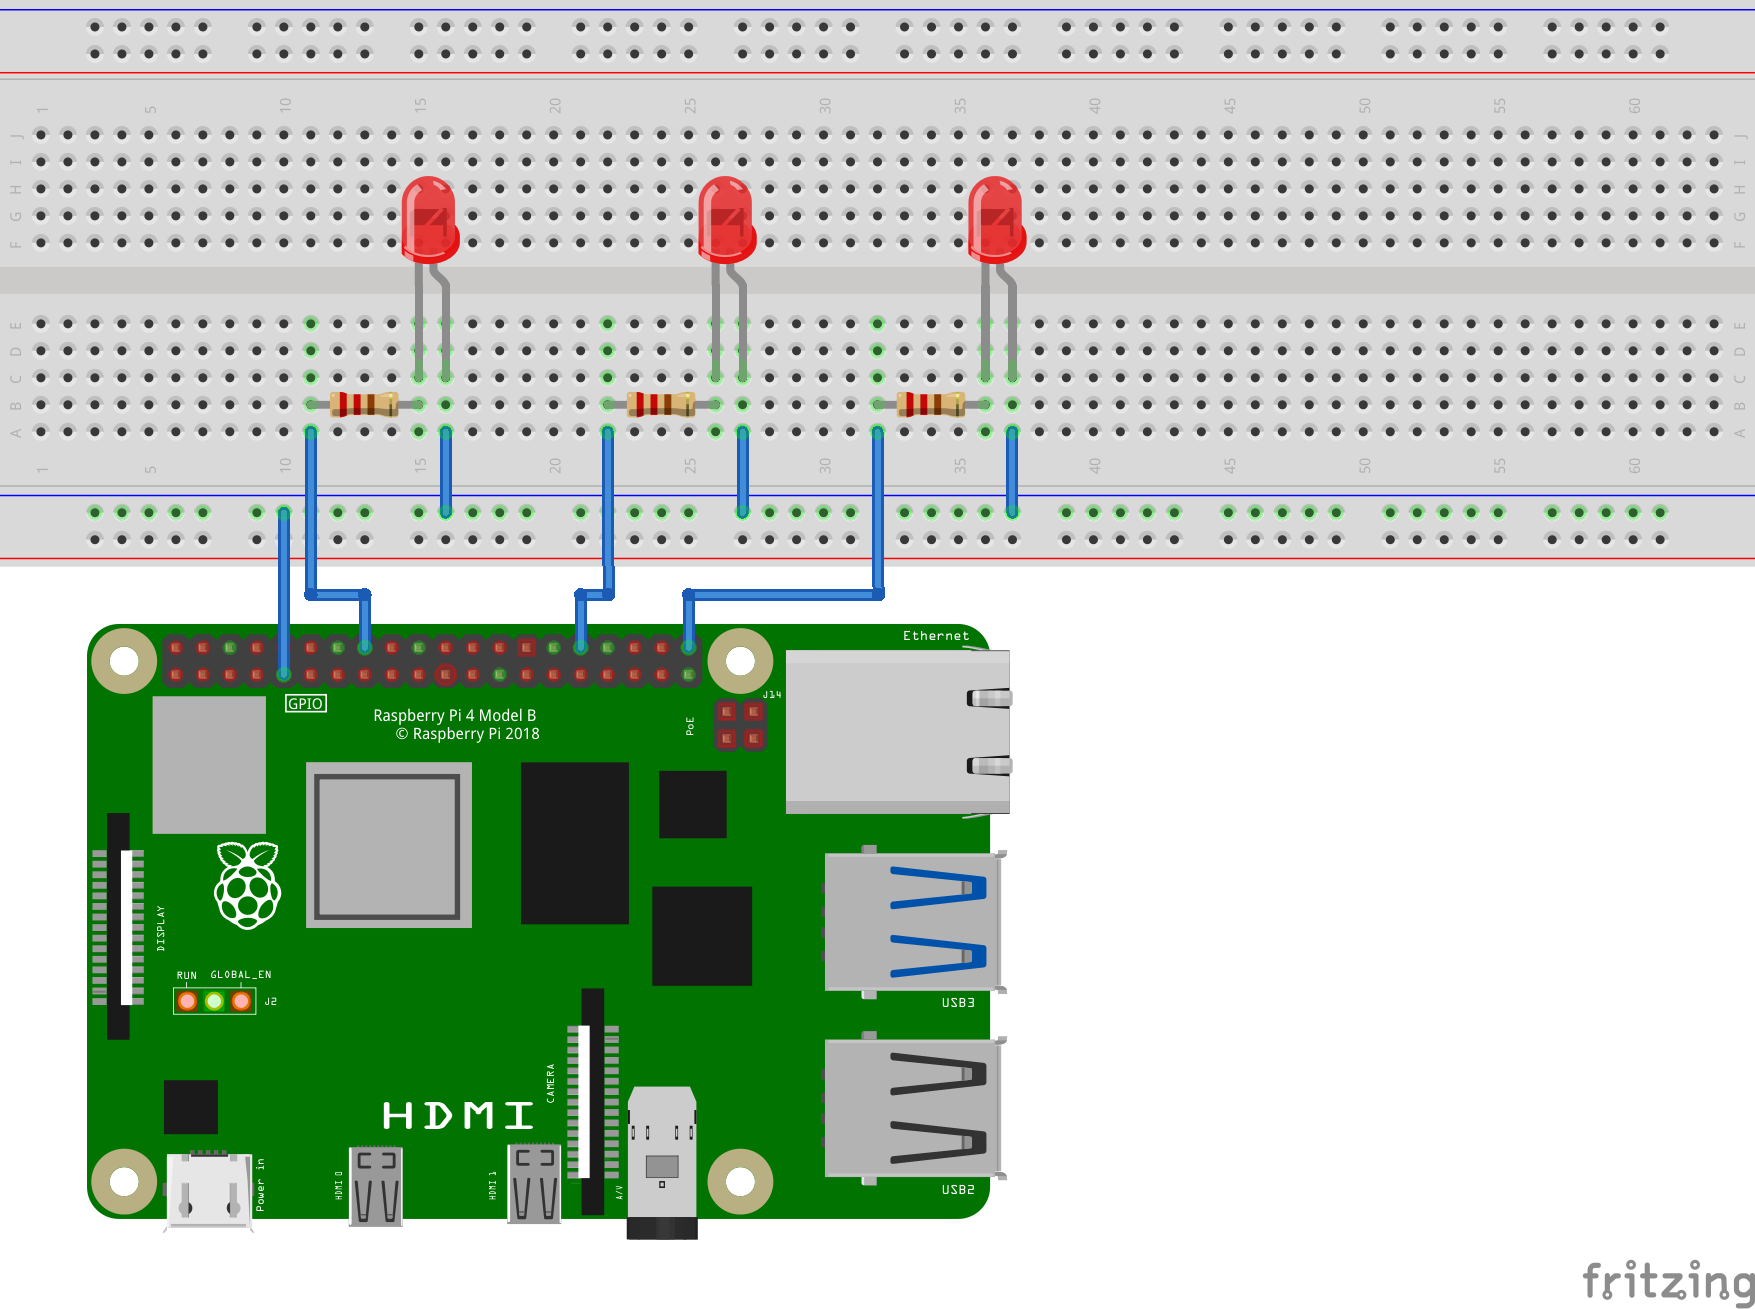 1 5 10 15 20 25 30 35 40 45 50 55 60
J J
I I
H H
G G
F F
E E
D D
C C
B B
A A
1 5 10 15 20 25 30 35 40 45 50 55 60
Ethernet
GPIO
J14
Raspberry Pi 4 Model B
© Raspberry Pi 2018
PoE
DISPLAY
RUN GLOBAL_EN
J2
USB3
CAMERA
HDMI
Power in
HDMI 0
HDMI 1
A/V
USB2
fritzing